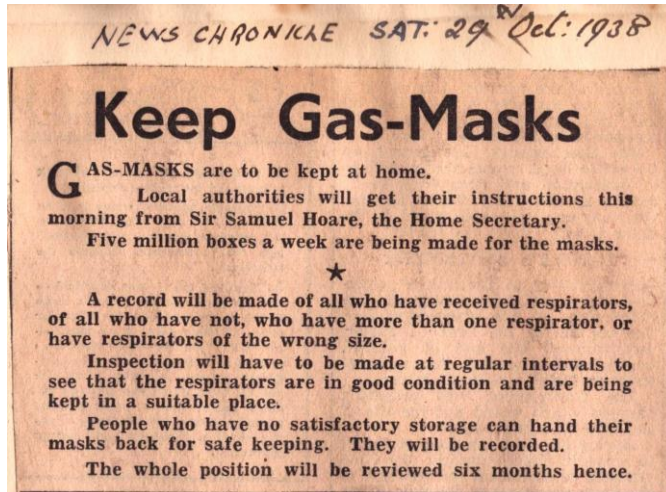 NEWS CHRONICLE SAT: 29th Oct: 1938
Keep Gas-Masks
GAS-MASKS are to be kept at home.
Local authorities will get their instructions this
morning from Sir Samuel Hoare, the Home Secretary.
Five million boxes a week are being made for the masks.
★
A record will be made of all who have received respirators,
of all who have not, who have more than one respirator, or
have respirators of the wrong size.
Inspection will have to be made at regular intervals to
see that the respirators are in good condition and are being
kept in a suitable place.
People who have no satisfactory storage can hand their
masks back for safe keeping. They will be recorded.
The whole position will be reviewed six months hence.